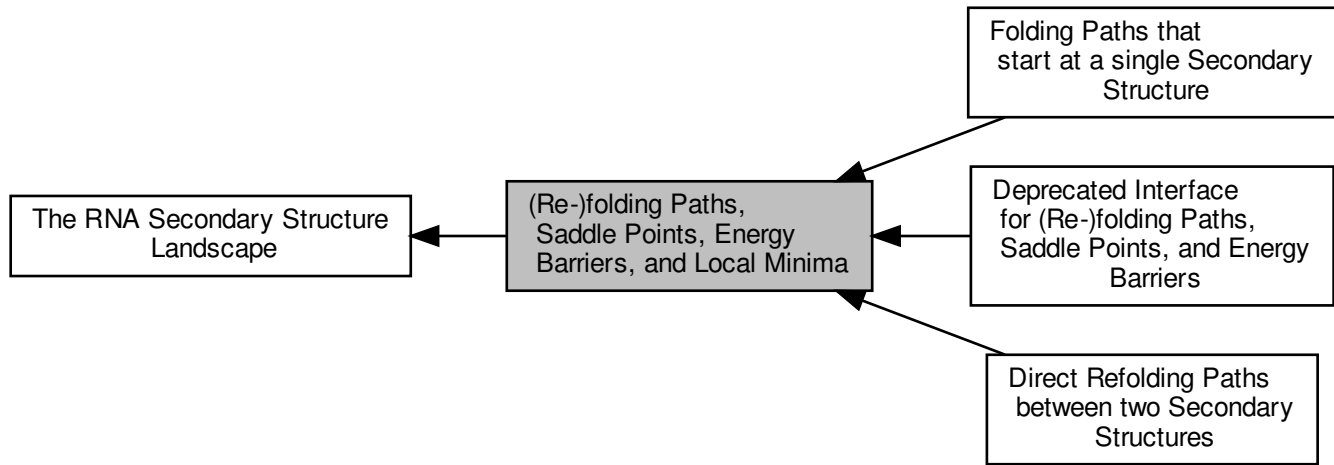 The RNA Secondary Structure
Landscape
(Re-)folding Paths,
Saddle Points, Energy
Barriers, and Local Minima
Folding Paths that
start at a single Secondary
Structure
Deprecated Interface
for (Re-)folding Paths,
Saddle Points, and Energy
Barriers
Direct Refolding Paths
between two Secondary
Structures